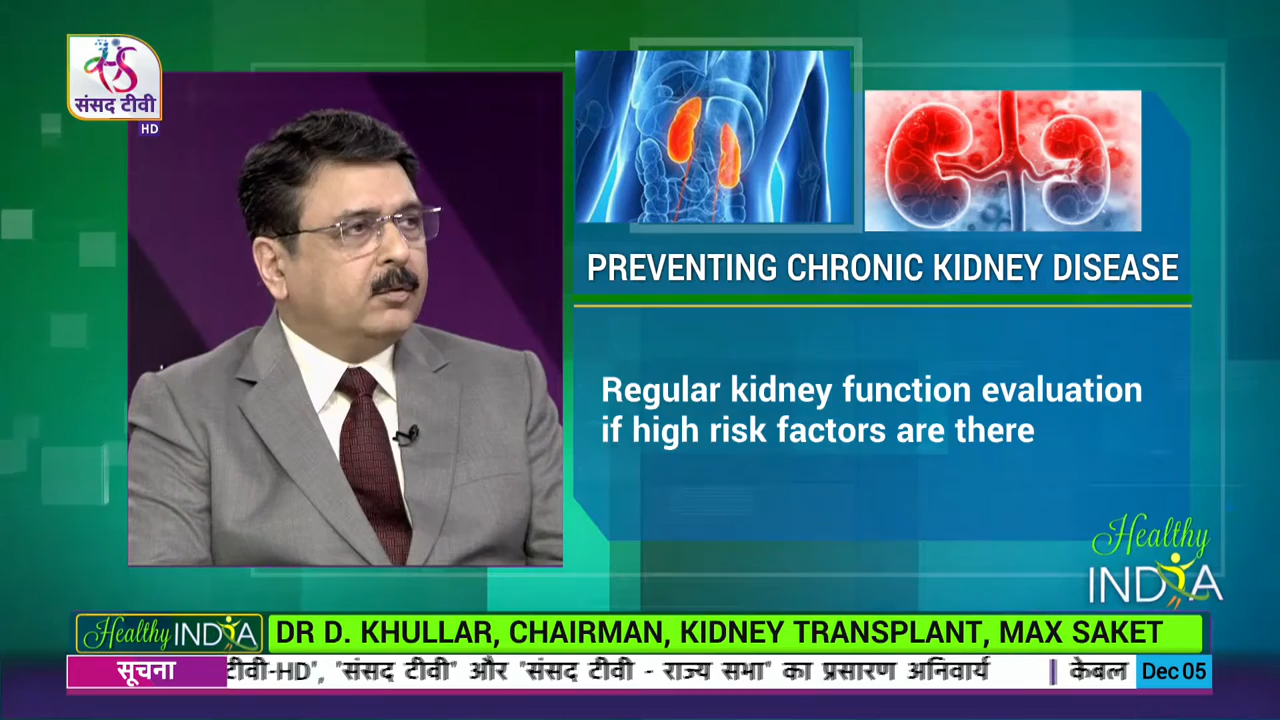 संसद टीवी
HD
PREVENTING CHRONIC KIDNEY DISEASE
Regular kidney function evaluation
if high risk factors are there
Healthy
INDIA
Healthy INDIA
DR D. KHULLAR, CHAIRMAN, KIDNEY TRANSPLANT, MAX SAKET
सूचना
टीवी-HD", "संसद टीवी" और "संसद टीवी - राज्य सभा" का प्रसारण अनिवार्य | केबल
Dec 05